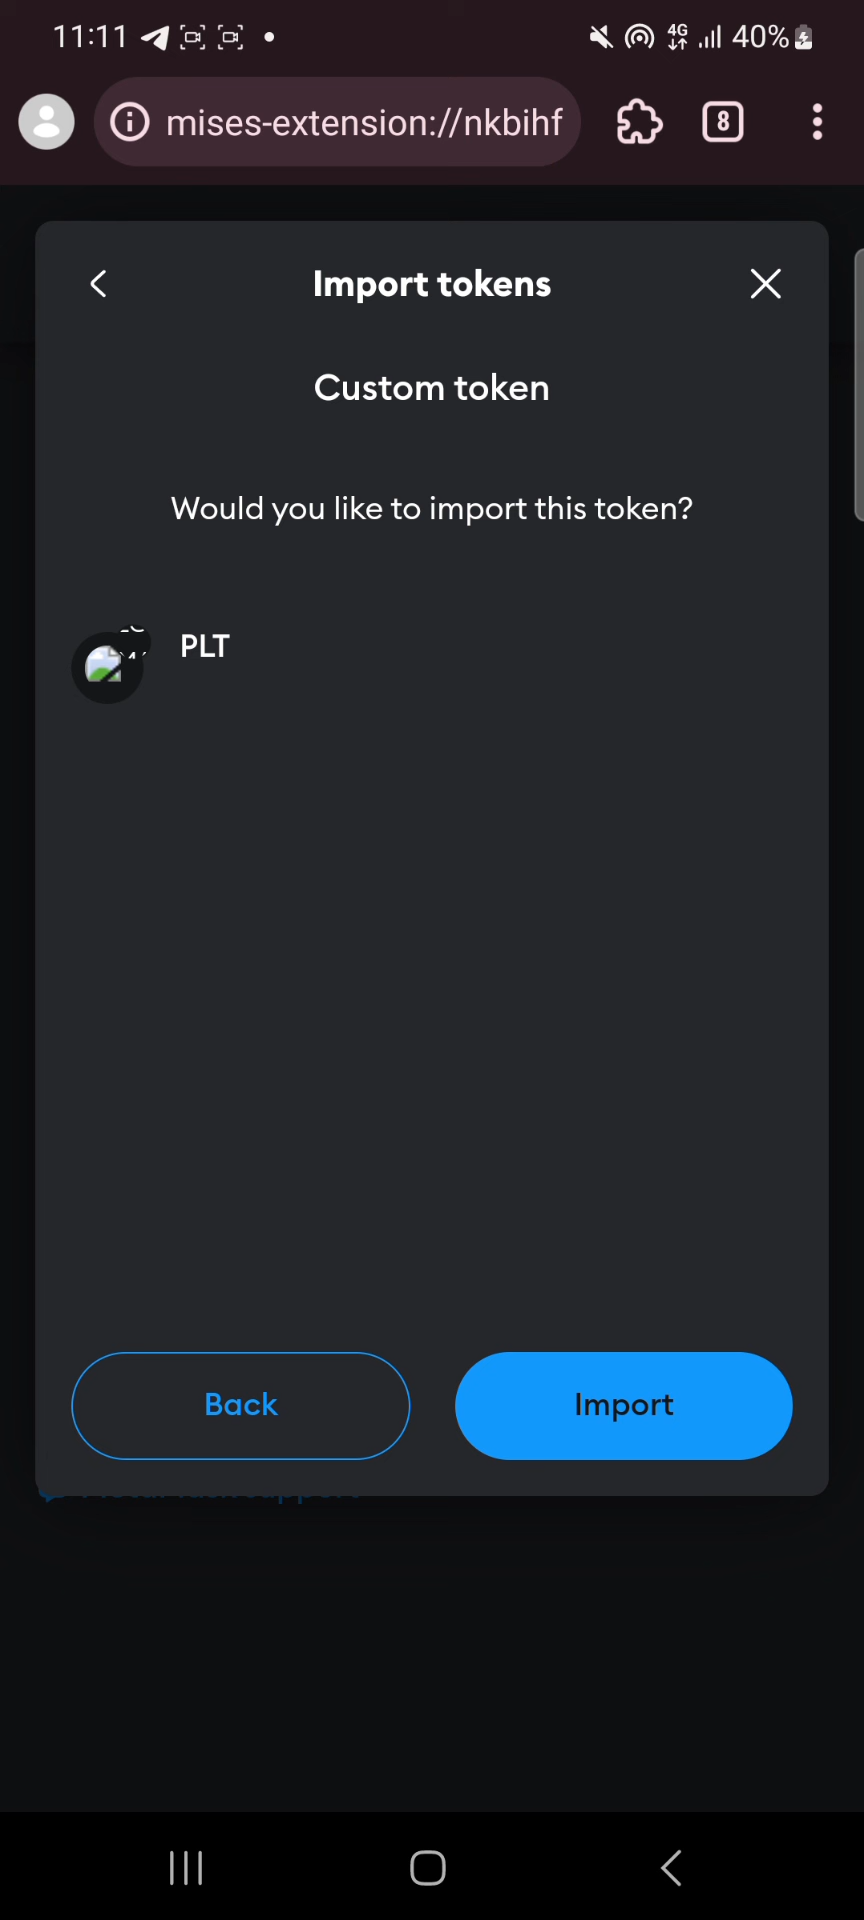 11:11
4G
40%
mises-extension://nkbihf
8
Import tokens
Custom token
Would you like to import this token?
PLT
Back
Import